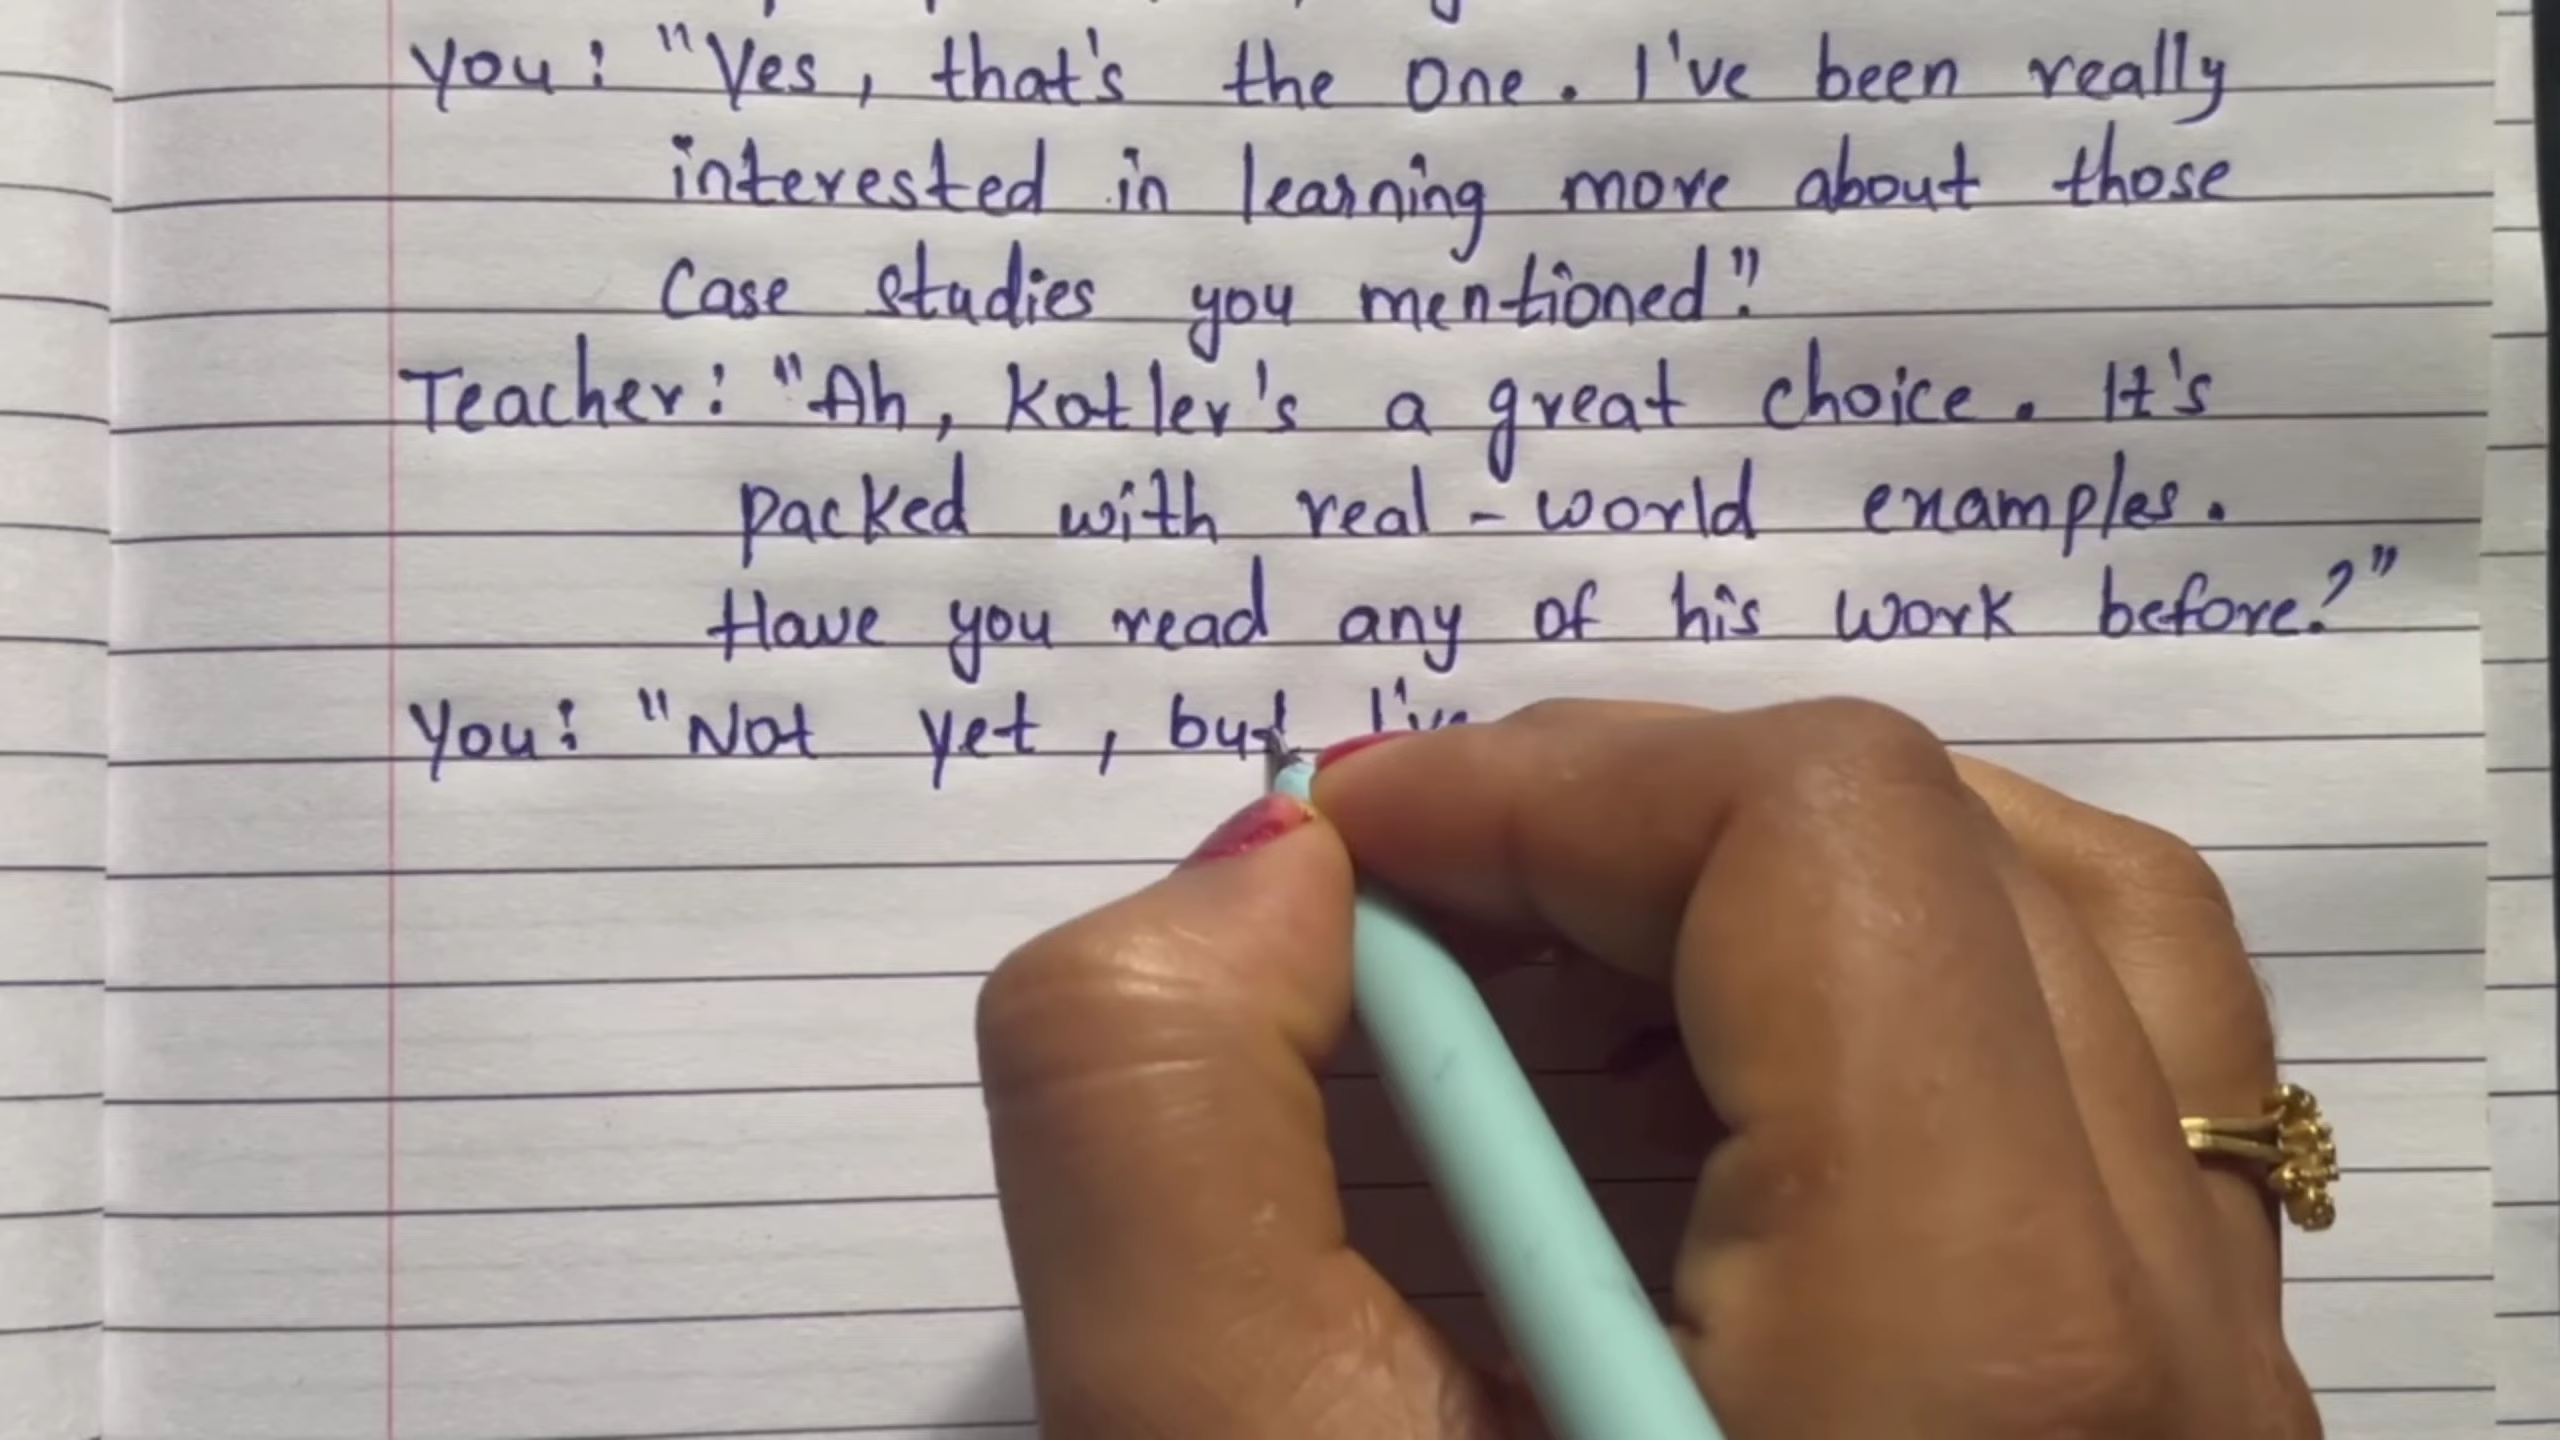 You: "Yes, that's the one. I've been really
interested in learning more about those
case studies you mentioned".
Teacher: "Ah, Kotler's a great choice. It's
packed with real-world examples.
Have you read any of his work before?"
You: "Not yet, but I've